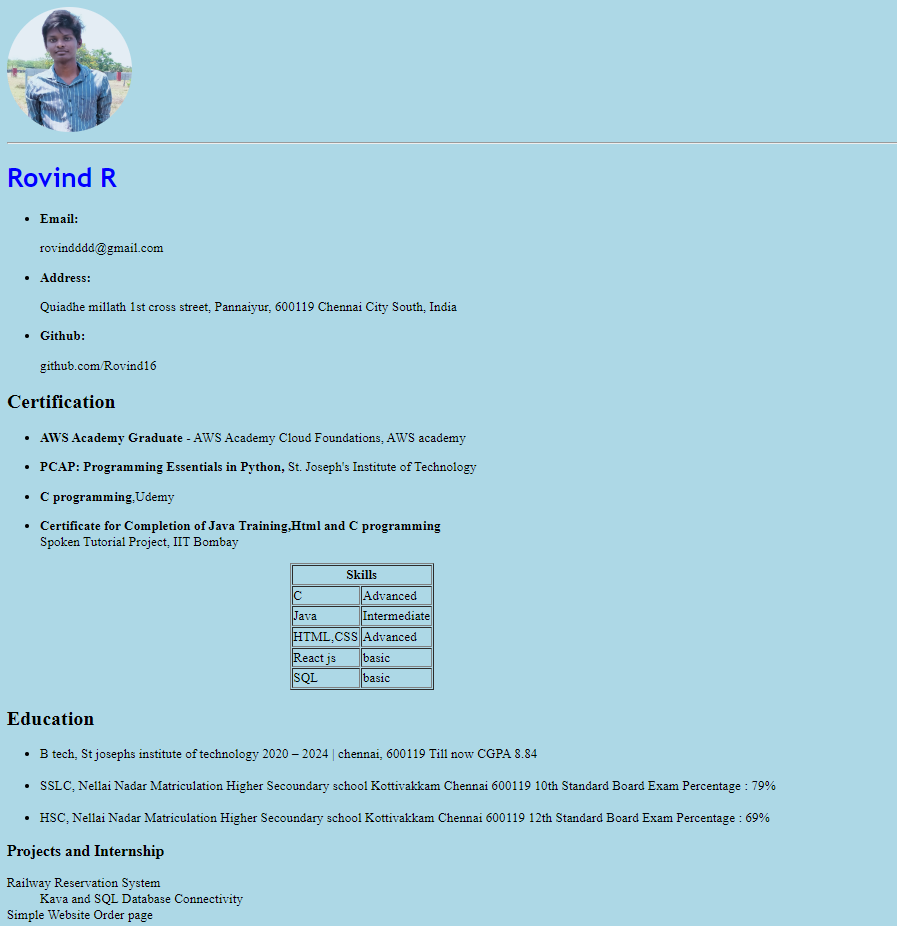 Rovind R
Email:
rovindddd@gmail.com
Address:
Quiadhe millath 1st cross street, Pannaiyur, 600119 Chennai City South, India
Github:
github.com/Rovind16
Certification
AWS Academy Graduate - AWS Academy Cloud Foundations, AWS academy
PCAP: Programming Essentials in Python, St. Joseph's Institute of Technology
C programming,Udemy
Certificate for Completion of Java Training,Html and C programming
Spoken Tutorial Project, IIT Bombay
Skills
C Advanced
Java Intermediate
HTML,CSS Advanced
React js basic
SQL basic
Education
B tech, St josephs institute of technology 2020 – 2024 | chennai, 600119 Till now CGPA 8.84
SSLC, Nellai Nadar Matriculation Higher Secoundary school Kottivakkam Chennai 600119 10th Standard Board Exam Percentage : 79%
HSC, Nellai Nadar Matriculation Higher Secoundary school Kottivakkam Chennai 600119 12th Standard Board Exam Percentage : 69%
Projects and Internship
Railway Reservation System
Kava and SQL Database Connectivity
Simple Website Order page